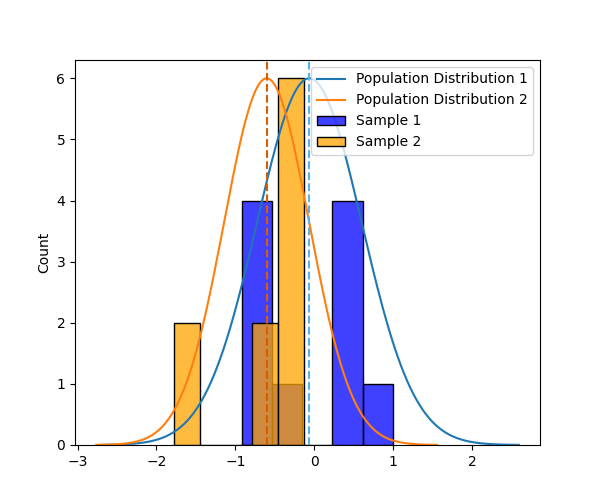 Population Distribution 1
Population Distribution 2
Sample 1
Sample 2
Count
6
5
4
3
2
1
0
−3 −2 −1 0 1 2